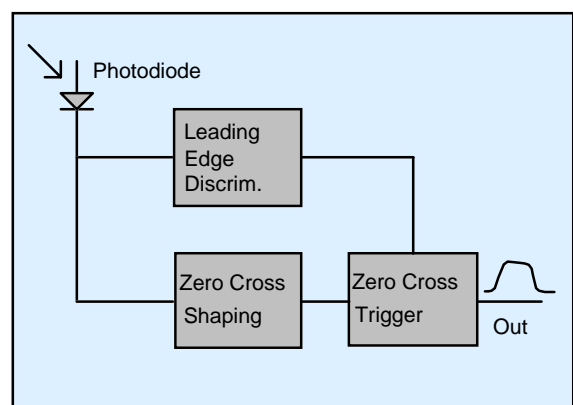 Photodiode
Leading
Edge
Discrim.
Zero Cross
Shaping
Zero Cross
Trigger
Out